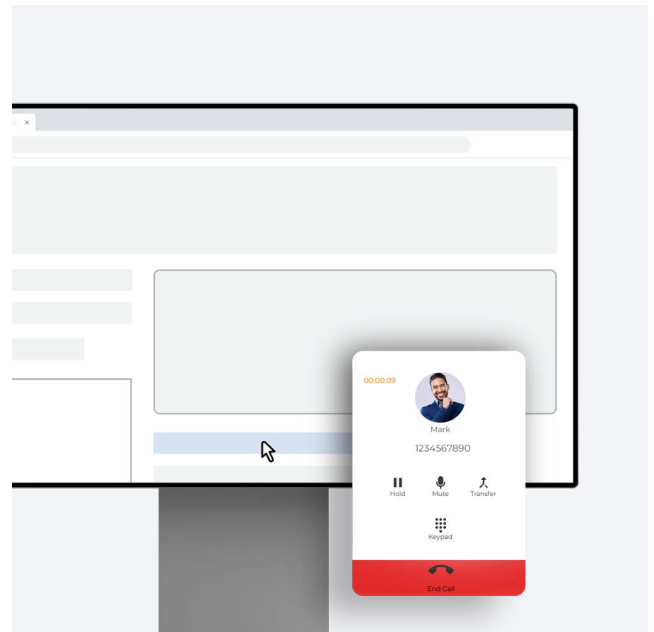 00:00:09
Mark
1234567890
Hold Mute Transfer
Keypad
End Call